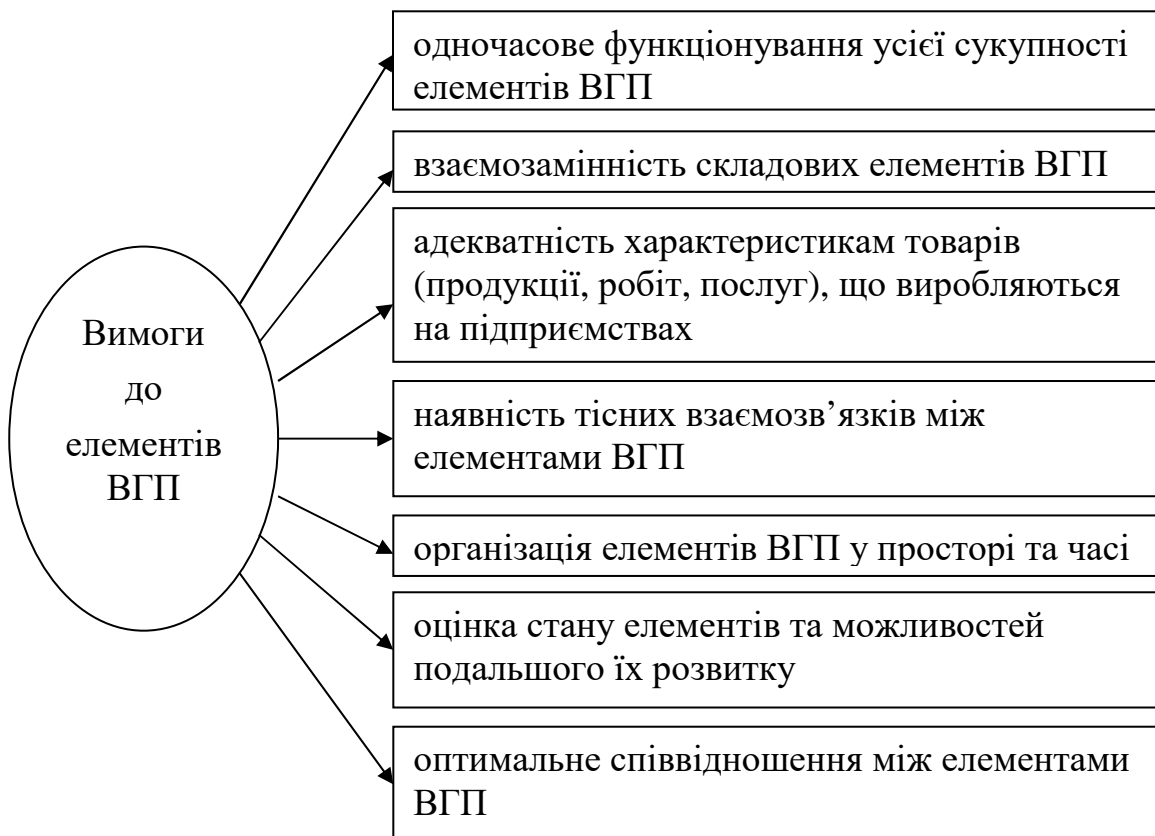 одночасове функціонування усієї сукупності
елементів ВГП
взаємозамінність складових елементів ВГП
адекватність характеристикам товарів
(продукції, робіт, послуг), що виробляються
на підприємствах
Вимоги
до
елементів
ВГП
наявність тісних взаємозв’язків між
елементами ВГП
організація елементів ВГП у просторі та часі
оцінка стану елементів та можливостей
подальшого їх розвитку
оптимальне співвідношення між елементами
ВГП